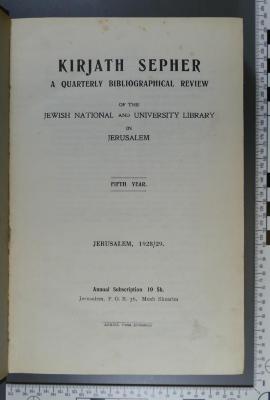 KIRJATH SEPHER
A QUARTERLY BIBLIOGRAPHICAL REVIEW
OF THE
JEWISH NATIONAL AND UNIVERSITY LIBRARY
IN
JERUSALEM
FIFTH YEAR.
JERUSALEM, 1928/29.
Annual Subscription 10 Sh.
Jerusalem, P. O. B. 36, Meah Shearim